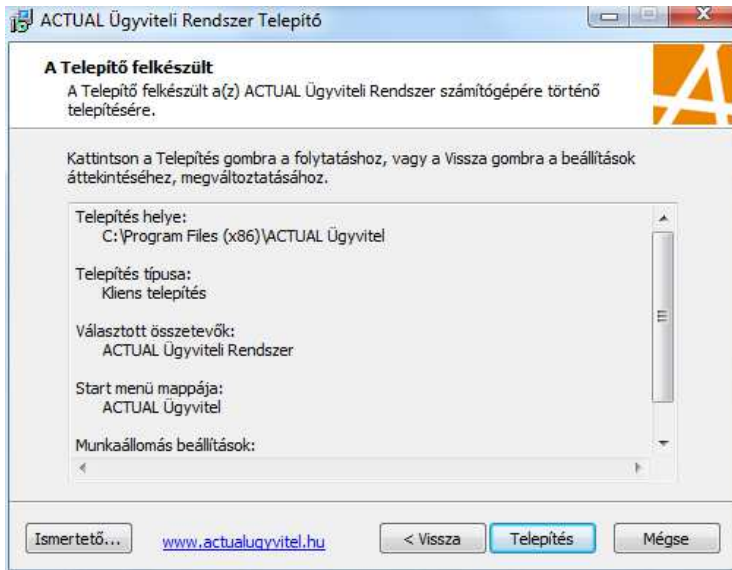 ACTUAL Ügyviteli Rendszer Telepítő
A Telepítő felkészült
A Telepítő felkészült a(z) ACTUAL Ügyviteli Rendszer számítógépére történő
telepítésére.
Kattintson a Telepítés gombra a folytatáshoz, vagy a Vissza gombra a beállítások
áttekintéséhez, megváltoztatásához.
Telepítés helye:
C:\Program Files (x86)\ACTUAL Ügyvitel
Telepítés típusa:
Kliens telepítés
Választott összetevők:
ACTUAL Ügyviteli Rendszer
Start menü mappája:
ACTUAL Ügyvitel
Munkaállomás beállítások:
Ismertető... www.actualugyvitel.hu < Vissza Telepítés Mégse